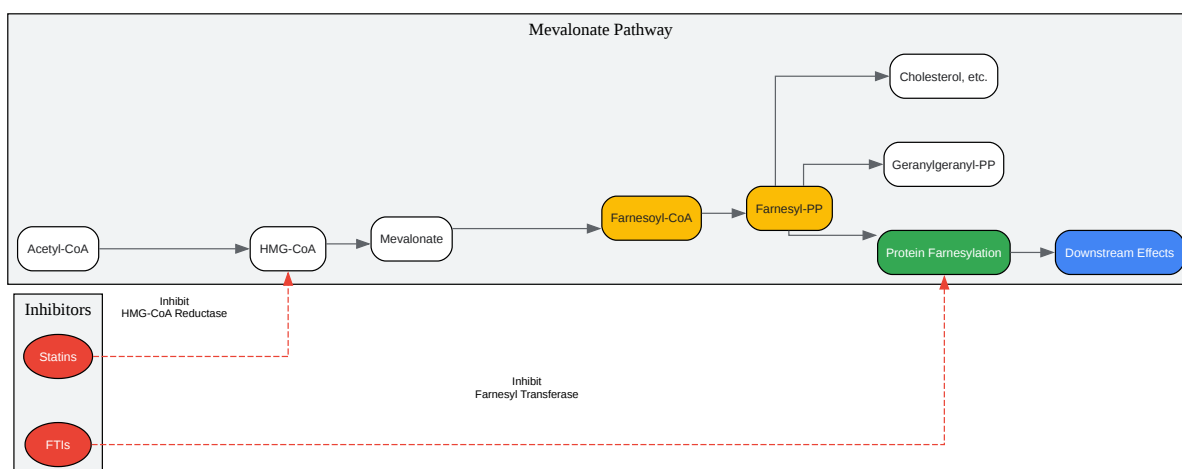 Mevalonate Pathway
Cholesterol, etc.
Geranylgeranyl-PP
Farnesoyl-CoA
Farnesyl-PP
Acetyl-CoA
HMG-CoA
Mevalonate
Protein Farnesylation
Downstream Effects
Inhibitors
Inhibit
HMG-CoA Reductase
Statins
Inhibit
Farnesyl Transferase
FTIs